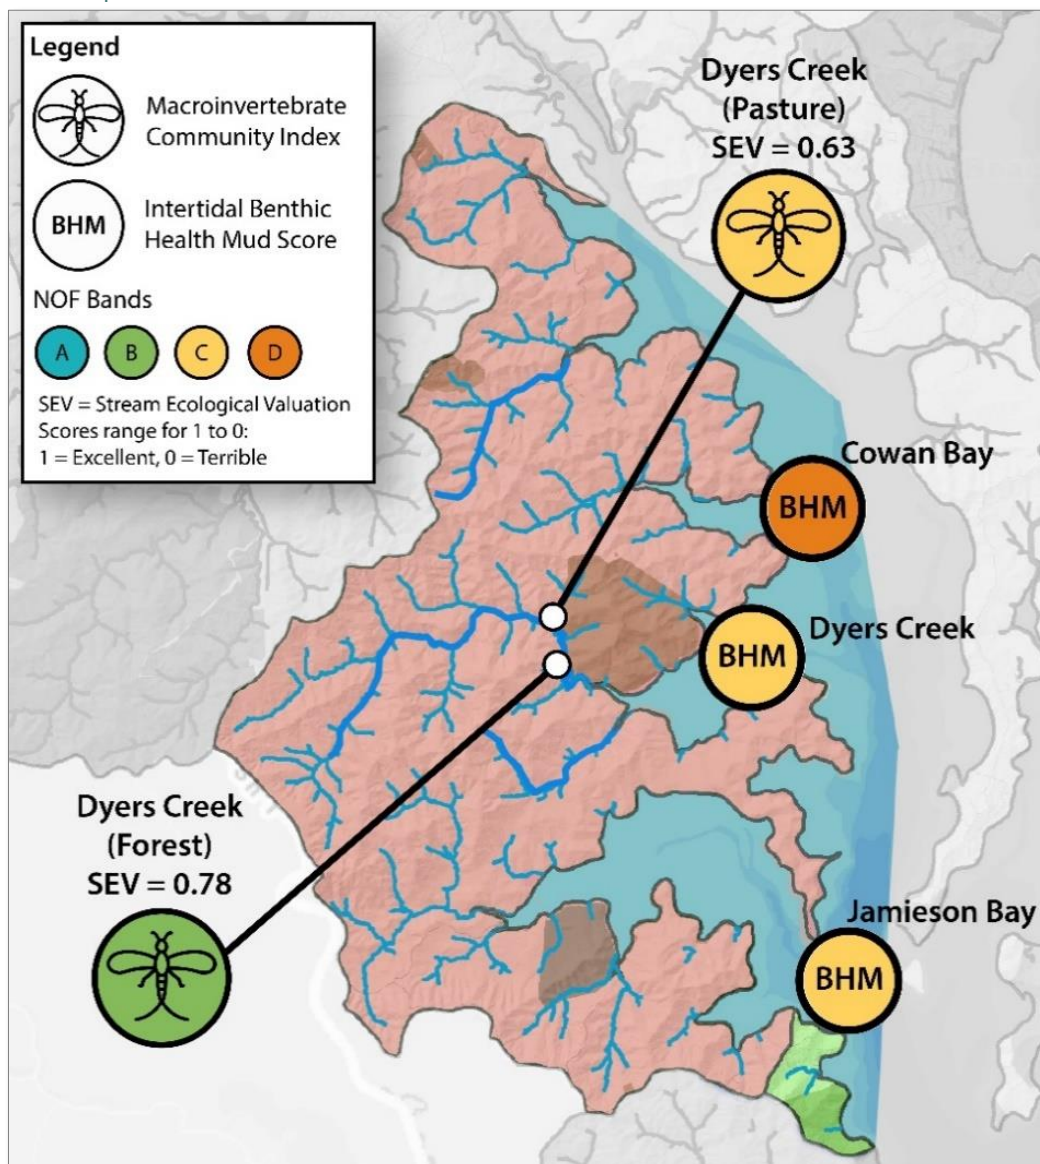 Legend
Macroinvertebrate
Community Index
BHM
Intertidal Benthic
Health Mud Score
NOF Bands
A
B
C
D
SEV = Stream Ecological Valuation
Scores range for 1 to 0:
1 = Excellent, 0 = Terrible
Dyers Creek
(Pasture)
SEV = 0.63
Cowan Bay
BHM
Dyers Creek
BHM
Dyers Creek
(Forest)
SEV = 0.78
Jamieson Bay
BHM